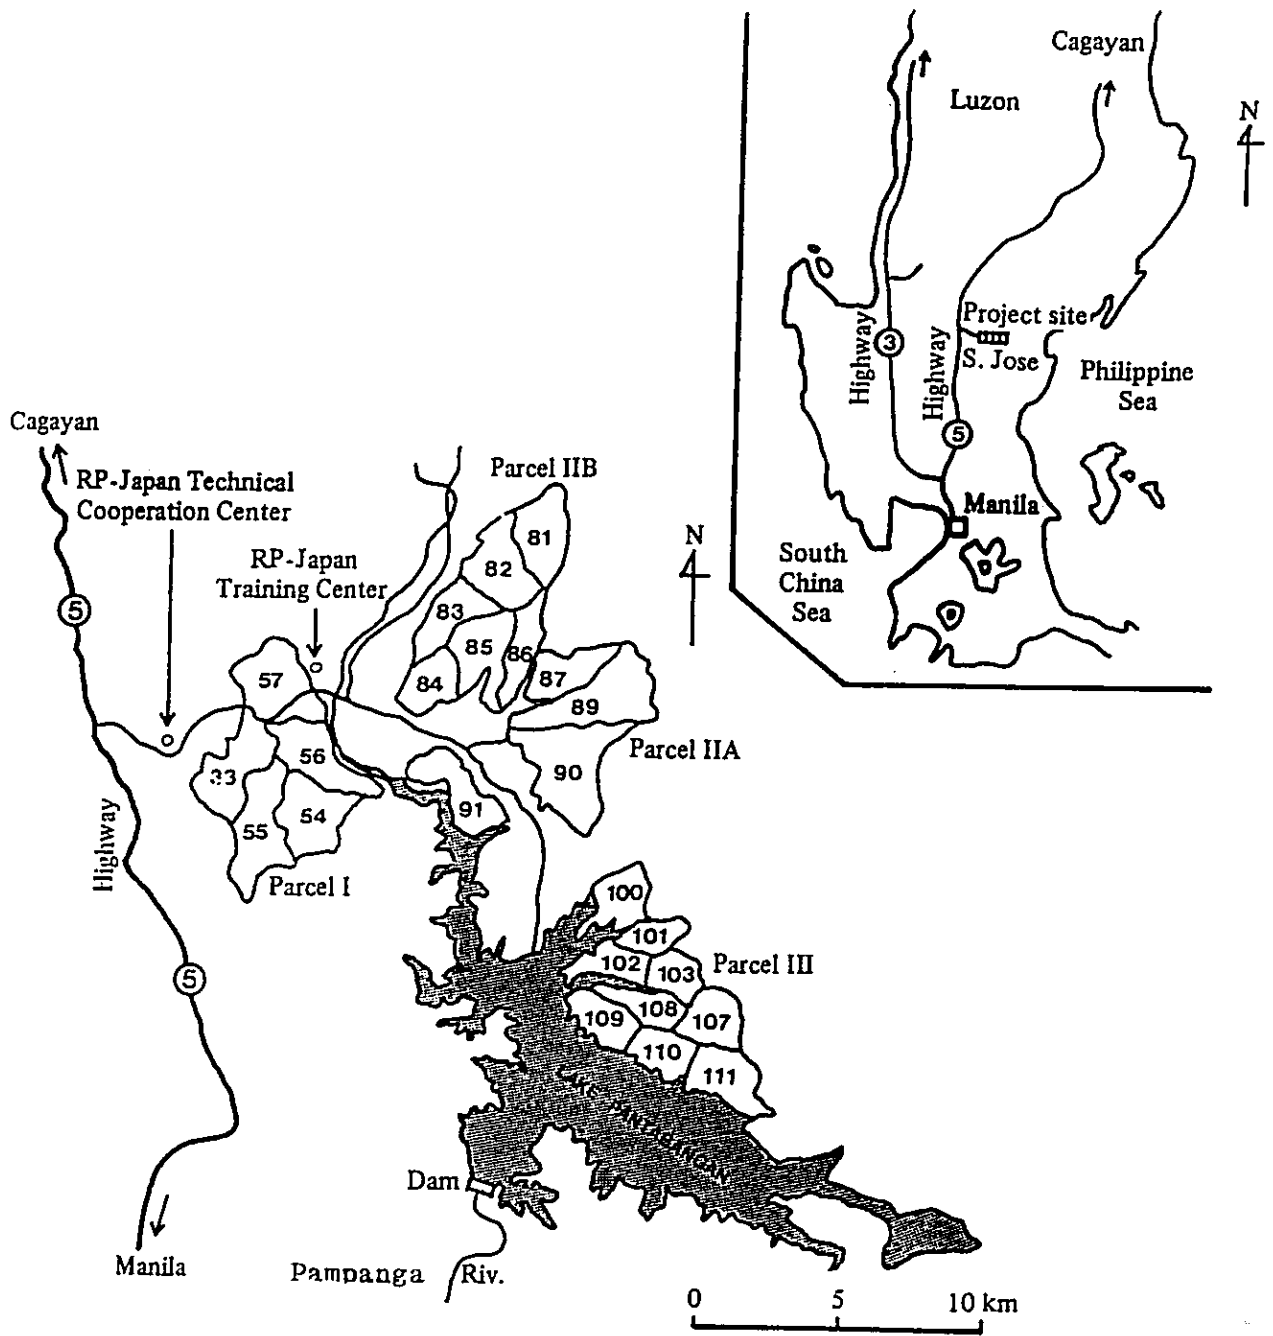 Cagayan
Luzon
N
Highway
3
Highway
5
Project site
S. Jose
Philippine
Sea
Manila
South
China
Sea
Cagayan
RP-Japan Technical
Cooperation Center
RP-Japan
Training Center
Parcel IIB
N
5
81
82
83
85
86
84
87
89
Parcel IIA
90
57
56
33
54
55
91
Parcel I
Highway
5
100
101
102
103
Parcel III
108
107
109
110
111
LAKE PANTABANGAN
Dam
Manila
Pampanga Riv.
0 5 10 km